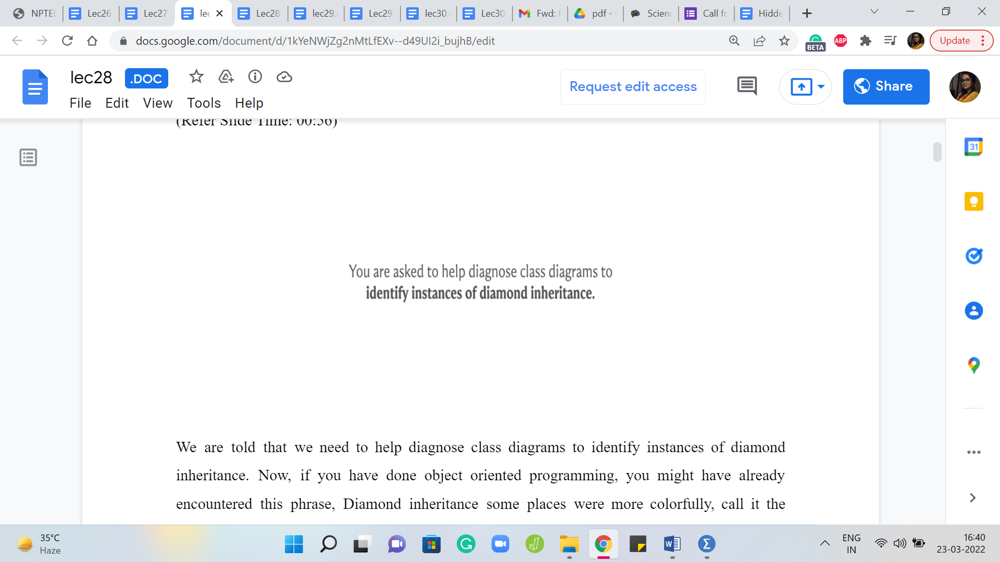 NPTEL Lec26 Lec27 lec Lec28 lec29. Lec29 lec30. Lec30 Fwd: pdf - Scien Call fo Hidde
docs.google.com/document/d/1kYeNWjZg2nMtLfEXv--d49UI2i_bujhB/edit
BETA
ABP
Update
lec28 .DOC
File Edit View Tools Help
Request edit access
Share
(Refer Slide Time: 00:56)
31
You are asked to help diagnose class diagrams to
identify instances of diamond inheritance.
We are told that we need to help diagnose class diagrams to identify instances of diamond
inheritance. Now, if you have done object oriented programming, you might have already
encountered this phrase, Diamond inheritance some places were more colorfully, call it the
35°C
Haze
ENG
IN
16:40
23-03-2022